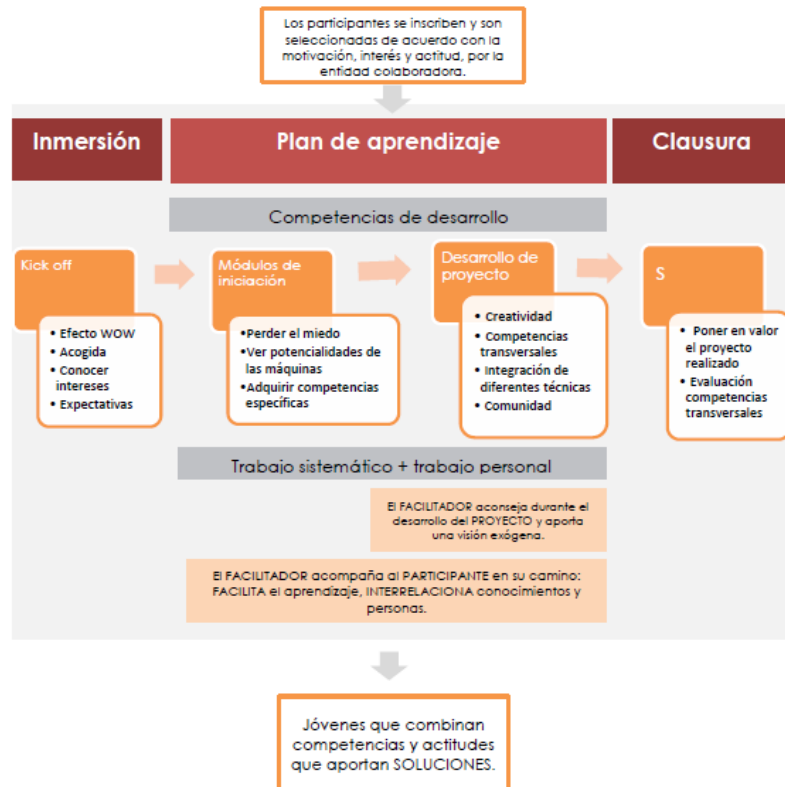 Los participantes se inscriben y son
seleccionadas de acuerdo con la
motivación, interés y actitud, por la
entidad colaboradora.
Inmersión
Plan de aprendizaje
Clausura
Competencias de desarrollo
Kick off
• Efecto WOW
• Acogida
• Conocer
intereses
• Expectativas
Módulos de
iniciación
•Perder el miedo
•Ver potencialidades de
las máquinas
•Adquirir competencias
específicas
Desarrollo de
proyecto
• Creatividad
• Competencias
transversales
• Integración de
diferentes técnicas
• Comunidad
S
• Poner en valor
el proyecto
realizado
• Evaluación
competencias
transversales
Trabajo sistemático + trabajo personal
El FACILITADOR aconseja durante el
desarrollo del PROYECTO y aporta
una visión exógena.
El FACILITADOR acompaña al PARTICIPANTE en su camino:
FACILITA el aprendizaje, INTERRELACIONA conocimientos y
personas.
Jóvenes que combinan
competencias y actitudes
que aportan SOLUCIONES.